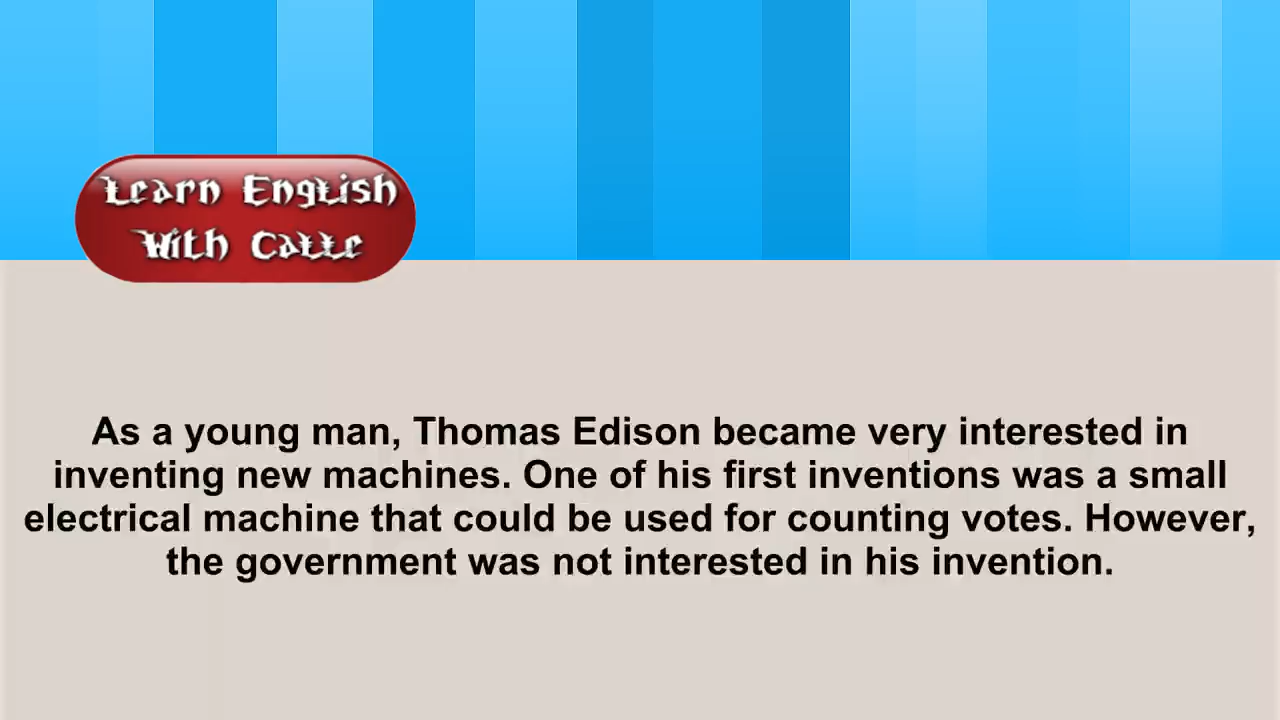 Learn English
With Calle
As a young man, Thomas Edison became very interested in
inventing new machines. One of his first inventions was a small
electrical machine that could be used for counting votes. However,
the government was not interested in his invention.